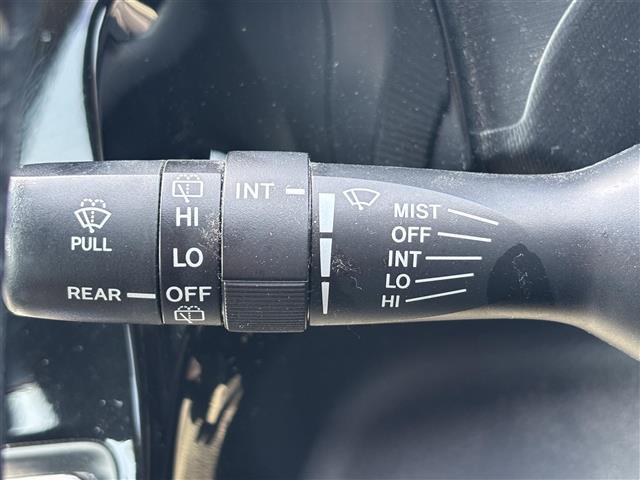 PULL
REAR
HI
LO
OFF
INT
MIST
OFF
INT
LO
HI